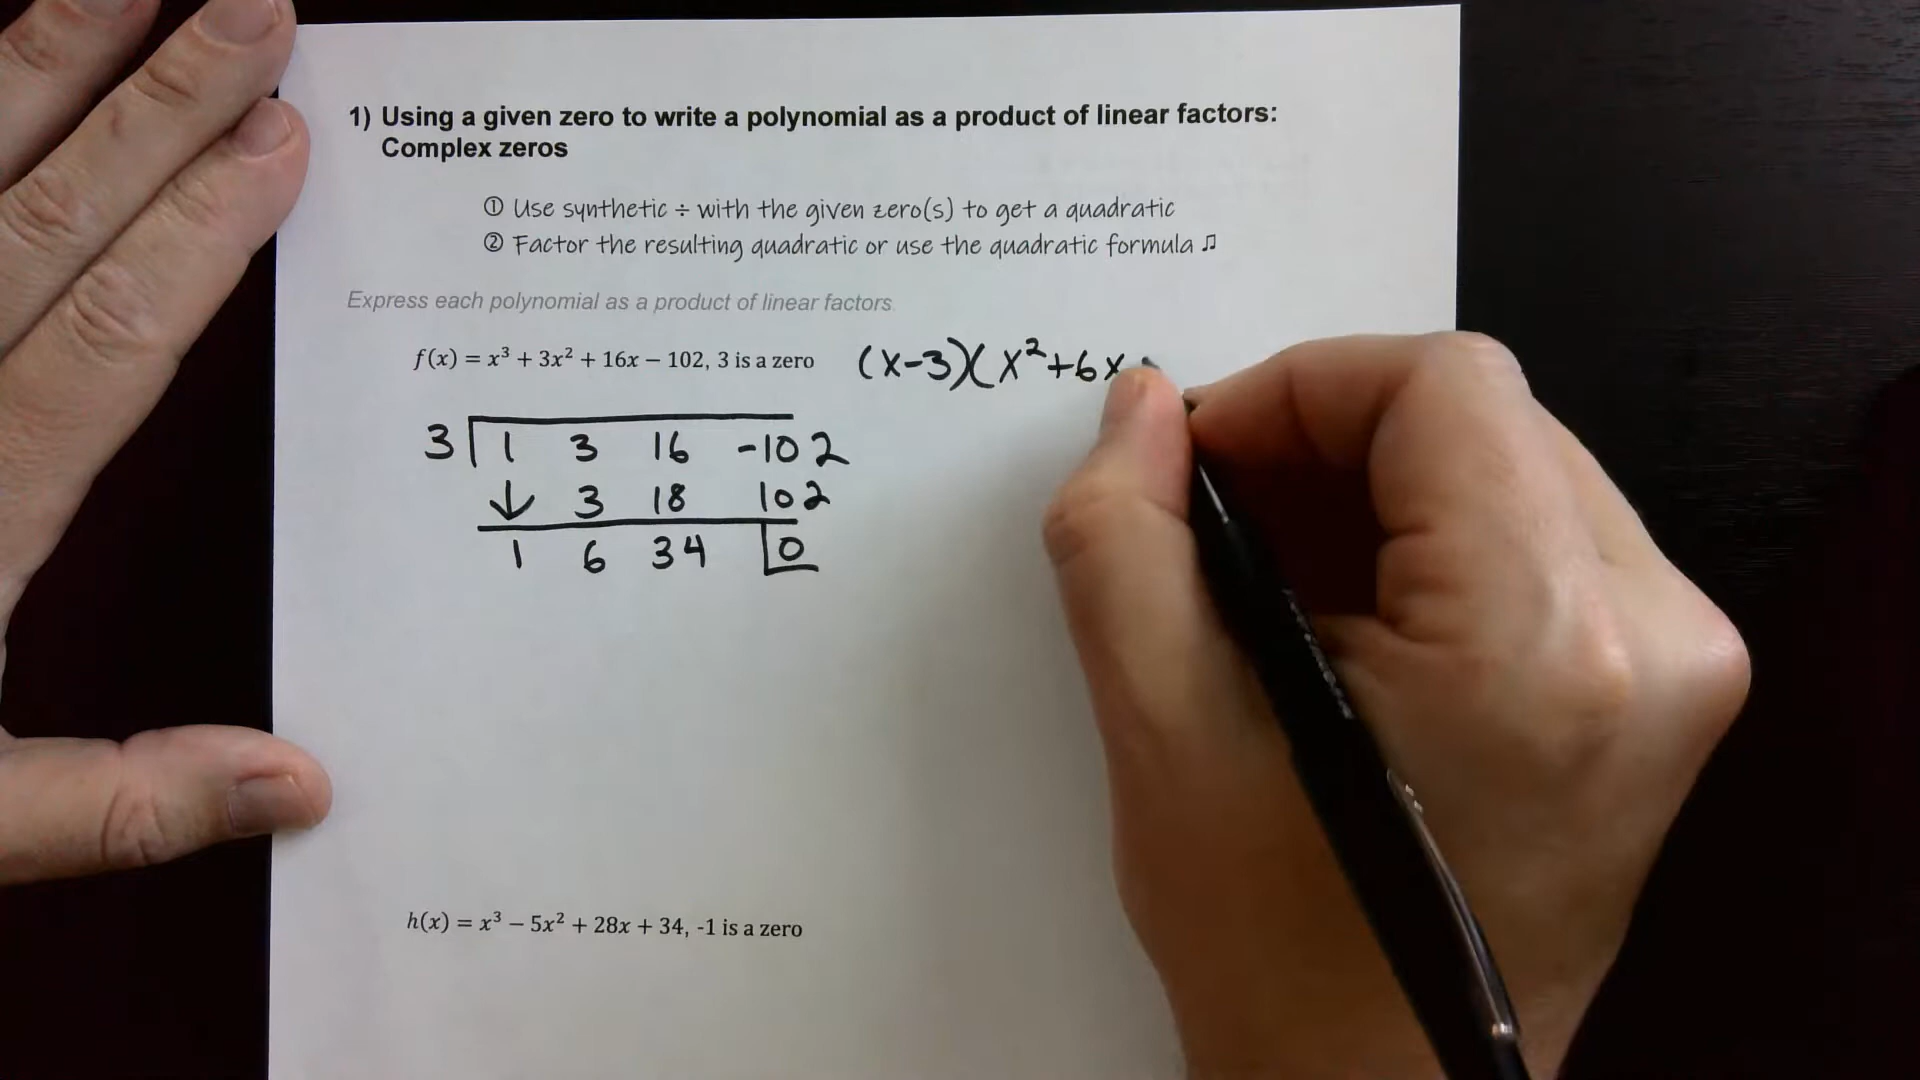 1) Using a given zero to write a polynomial as a product of linear factors:
Complex zeros
① Use synthetic ÷ with the given zero(s) to get a quadratic
② Factor the resulting quadratic or use the quadratic formula ♫
Express each polynomial as a product of linear factors
f(x) = x³ + 3x² + 16x − 102, 3 is a zero (x-3)(x²+6x
3 1 3 16 -102
↓ 3 18 102
1 6 34 0
h(x) = x³ − 5x² + 28x + 34, -1 is a zero